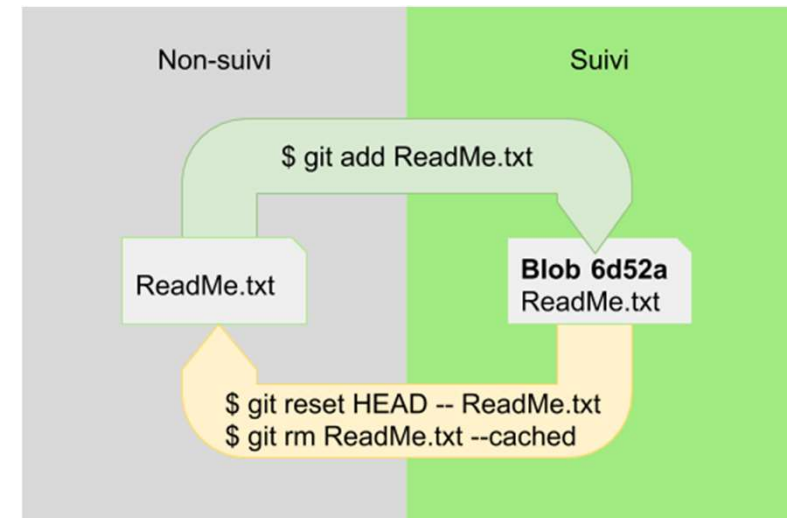 Non-suivi
Suivi
$ git add ReadMe.txt
ReadMe.txt
Blob 6d52a
ReadMe.txt
$ git reset HEAD -- ReadMe.txt
$ git rm ReadMe.txt --cached